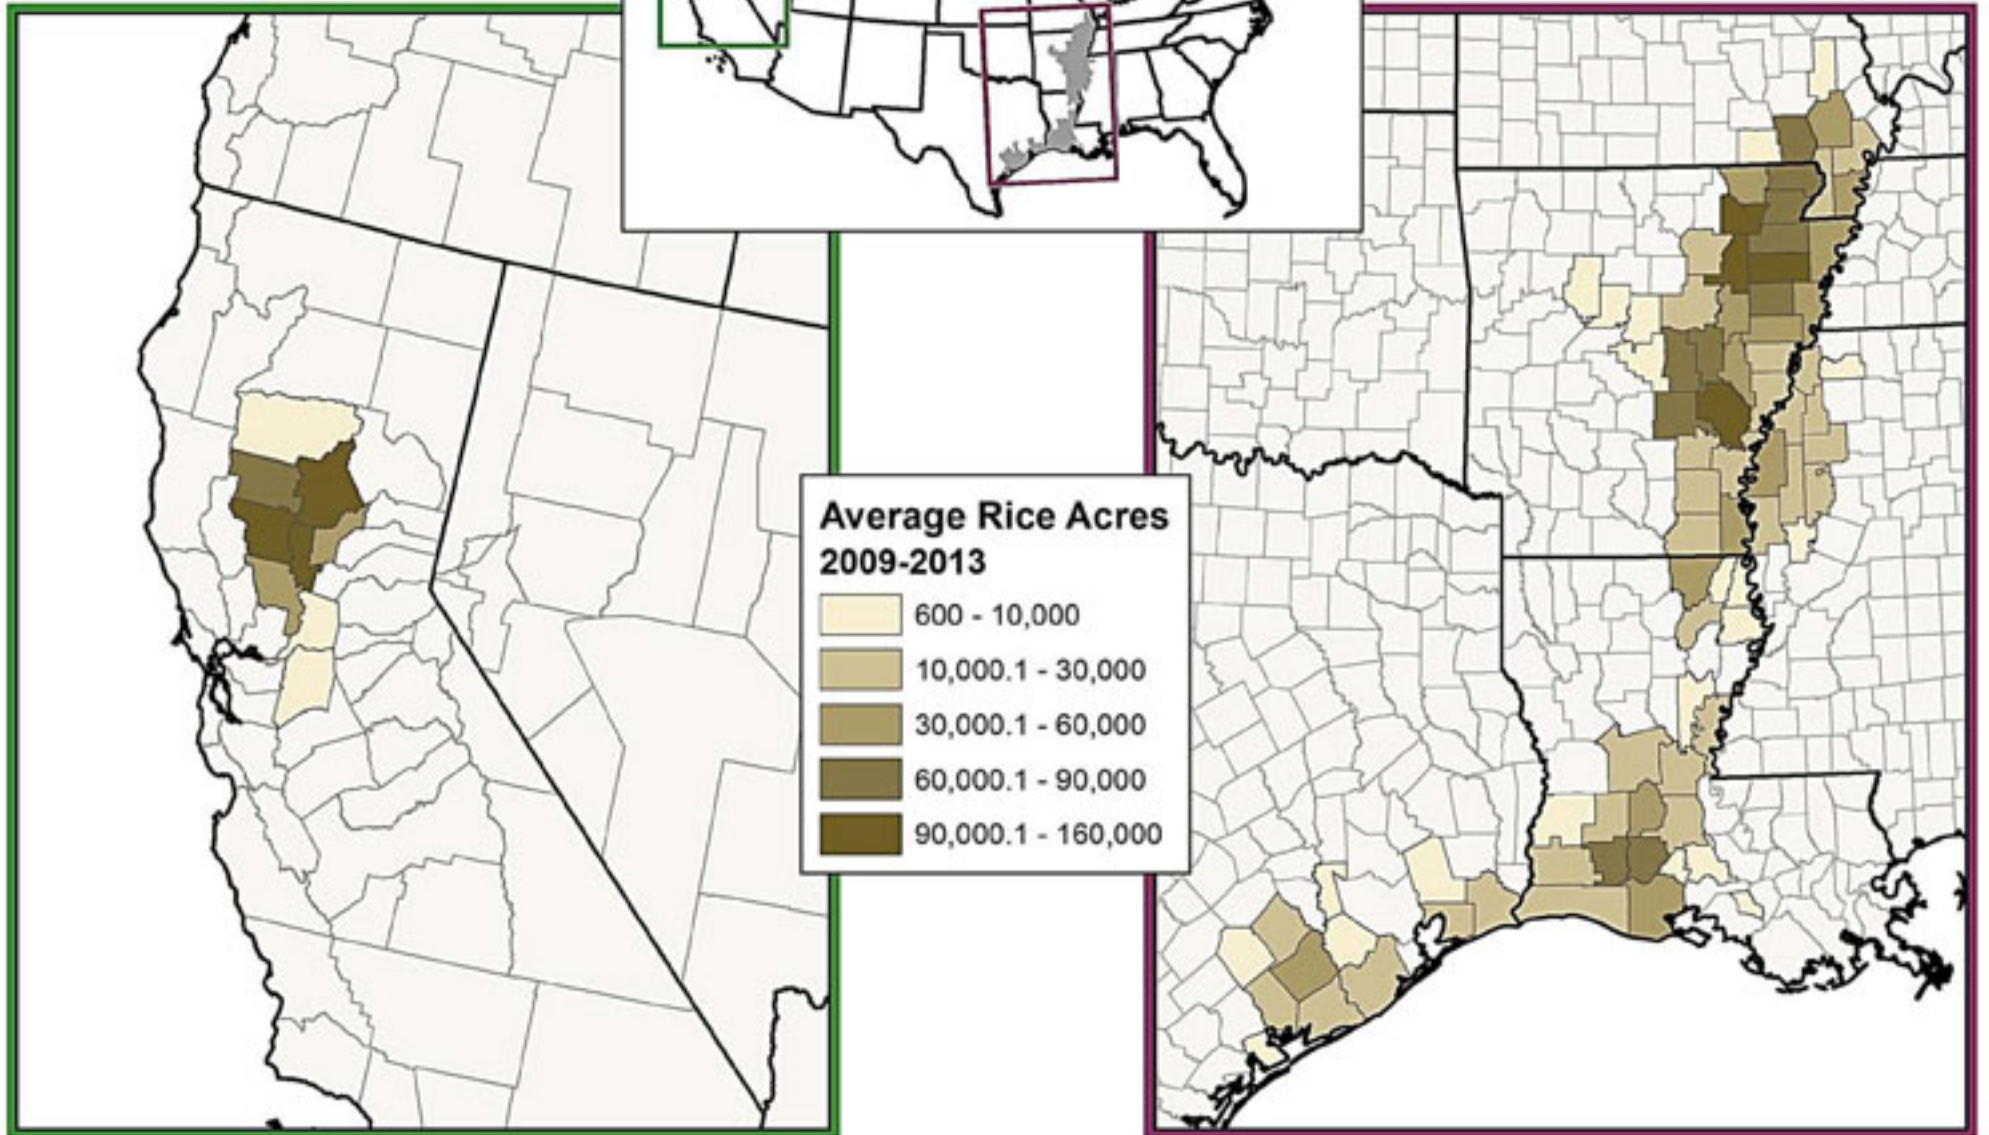 Average Rice Acres
2009-2013
600 - 10,000
10,000.1 - 30,000
30,000.1 - 60,000
60,000.1 - 90,000
90,000.1 - 160,000